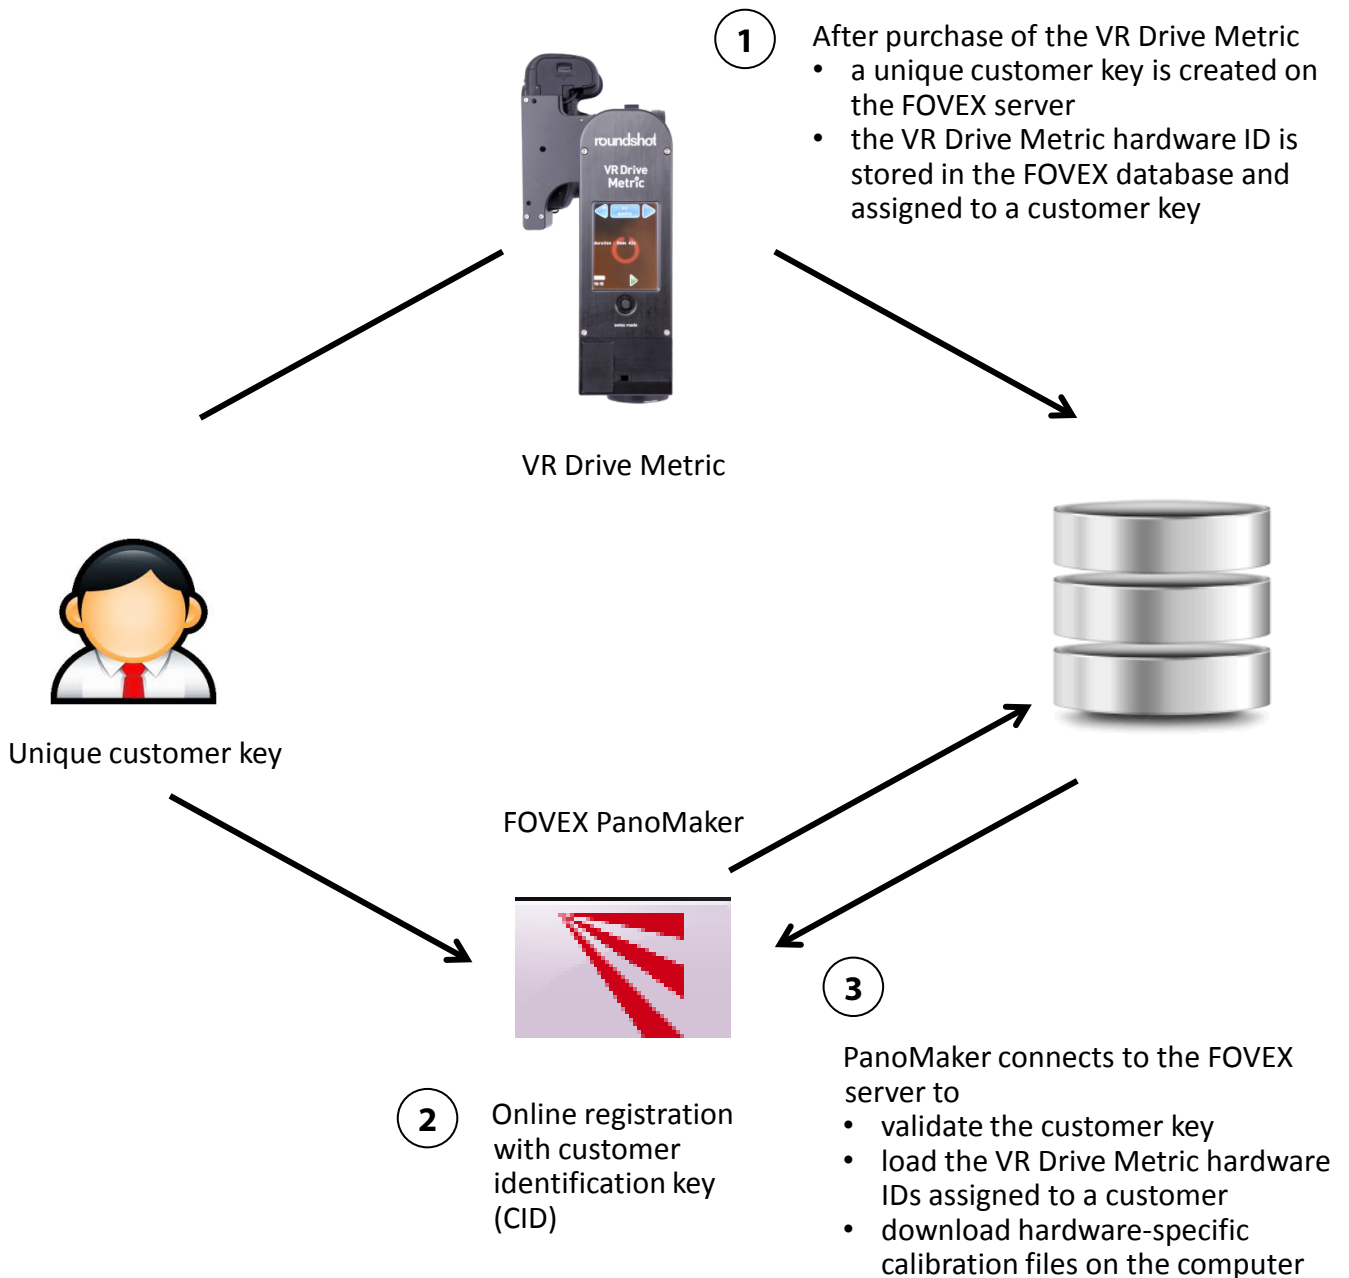 1
After purchase of the VR Drive Metric
• a unique customer key is created on
the FOVEX server
• the VR Drive Metric hardware ID is
stored in the FOVEX database and
assigned to a customer key
roundshot
VR Drive
Metric
swiss made
VR Drive Metric
Unique customer key
FOVEX PanoMaker
2
Online registration
with customer
identification key
(CID)
3
PanoMaker connects to the FOVEX
server to
• validate the customer key
• load the VR Drive Metric hardware
IDs assigned to a customer
• download hardware-specific
calibration files on the computer